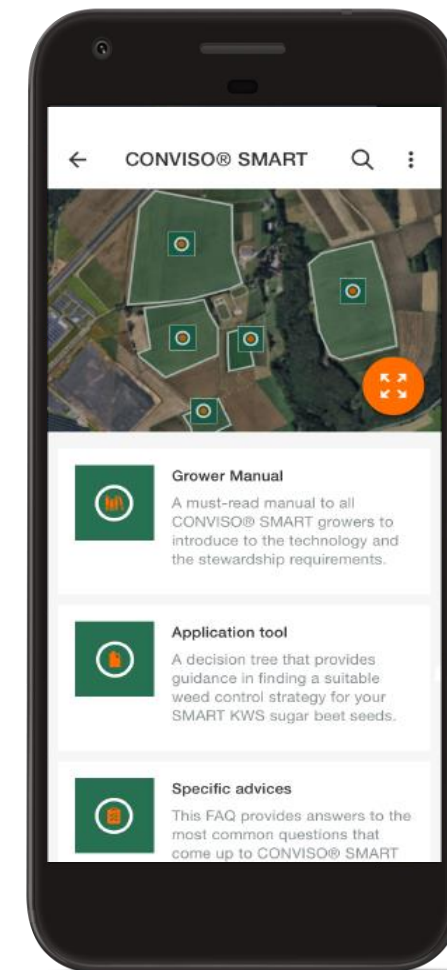 CONVISO® SMART
Grower Manual
A must-read manual to all
CONVISO® SMART growers to
introduce to the technology and
the stewardship requirements.
Application tool
A decision tree that provides
guidance in finding a suitable
weed control strategy for your
SMART KWS sugar beet seeds.
Specific advices
This FAQ provides answers to the
most common questions that
come up to CONVISO® SMART